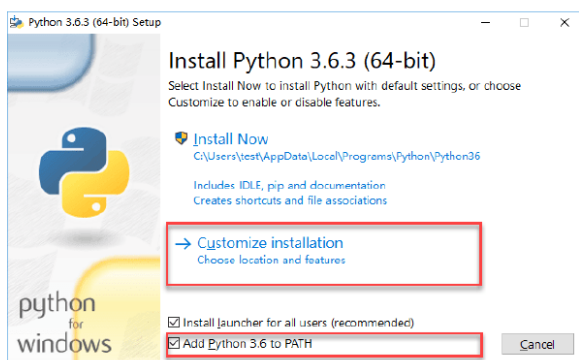 Python 3.6.3 (64-bit) Setup
Install Python 3.6.3 (64-bit)
Select Install Now to install Python with default settings, or choose
Customize to enable or disable features.
Install Now
C:\Users\test\AppData\Local\Programs\Python\Python36
Includes IDLE, pip and documentation
Creates shortcuts and file associations
Customize installation
Choose location and features
Install launcher for all users (recommended)
Add Python 3.6 to PATH
Cancel
python
for
windows